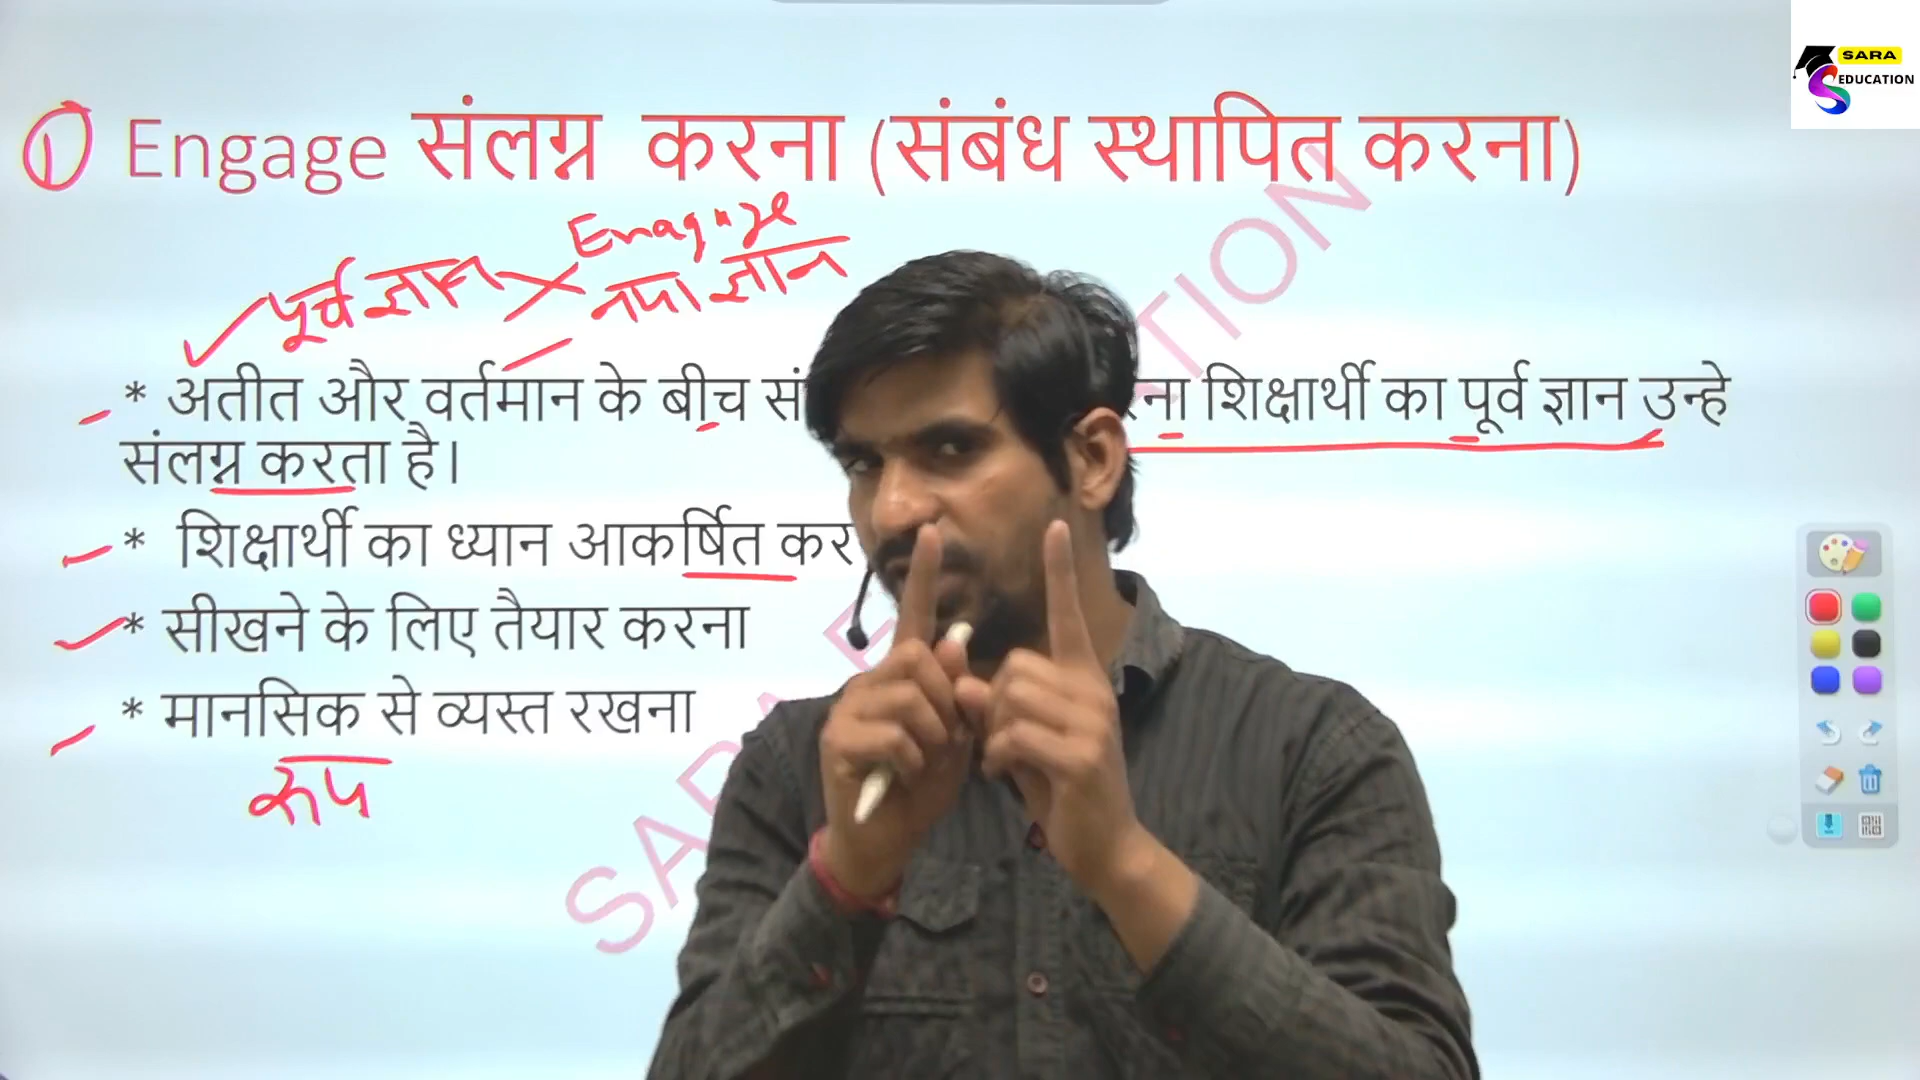 SARA
EDUCATION
① Engage संलग्न करना (संबंध स्थापित करना)
Enaguze
पूर्व ज्ञान × नया ज्ञान
* अतीत और वर्तमान के बीच शिक्षार्थी का पूर्व ज्ञान उन्हे
संलग्न करता है।
* शिक्षार्थी का ध्यान आकर्षित कर
* सीखने के लिए तैयार करना
* मानसिक से व्यस्त रखना
रूप